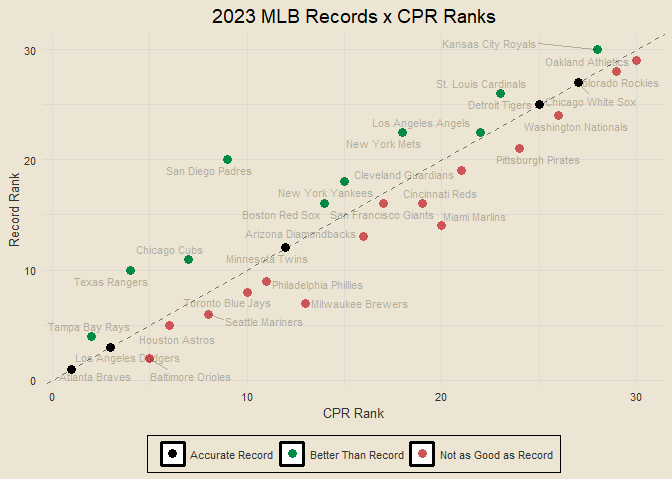 2023 MLB Records x CPR Ranks
Kansas City Royals
30
Oakland Athletics
Colorado Rockies
St. Louis Cardinals
Detroit Tigers
Chicago White Sox
Los Angeles Angels
Washington Nationals
New York Mets
20
Pittsburgh Pirates
San Diego Padres
Cleveland Guardians
New York Yankees
Cincinnati Reds
Boston Red Sox
San Francisco Giants
Miami Marlins
Arizona Diamondbacks
Chicago Cubs
Minnesota Twins
10
Texas Rangers
Philadelphia Phillies
Toronto Blue Jays
Milwaukee Brewers
Seattle Mariners
Tampa Bay Rays
Houston Astros
Los Angeles Dodgers
Atlanta Braves
Baltimore Orioles
0
Record Rank
0 10 20 30
CPR Rank
Accurate Record Better Than Record Not as Good as Record